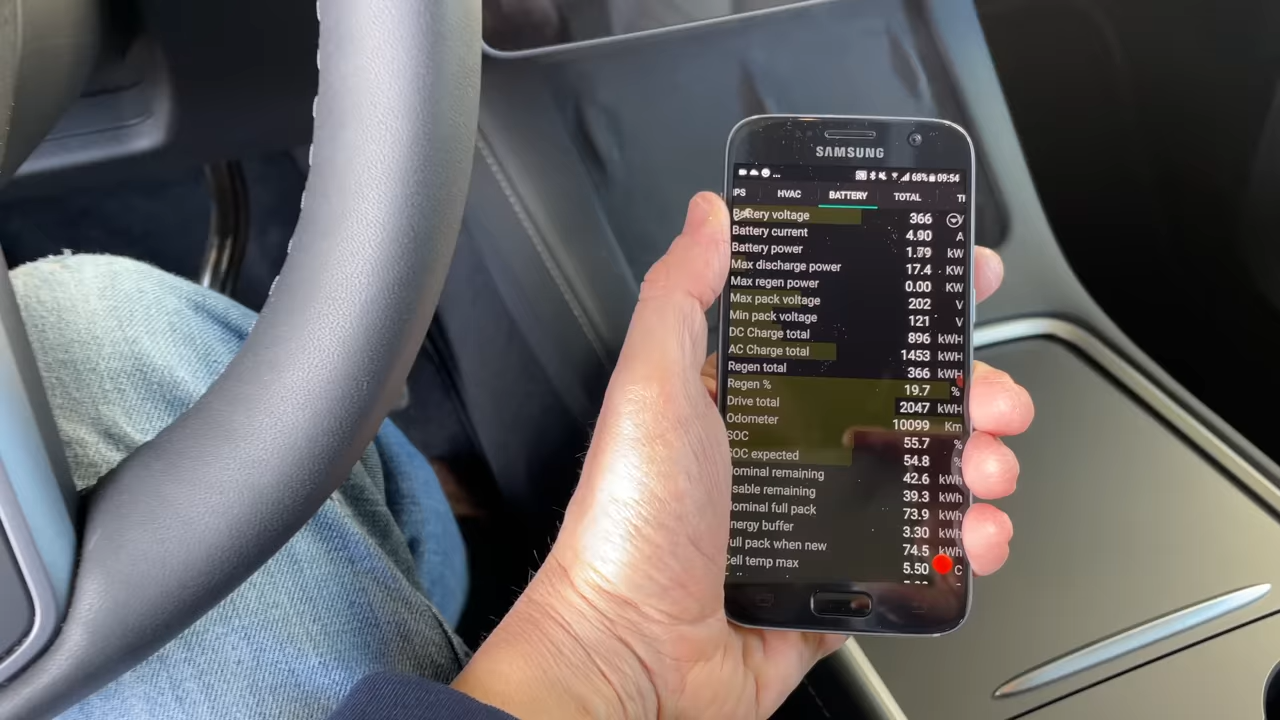 SAMSUNG
... 68% 09:54
IPS HVAC BATTERY TOTAL TI
Battery voltage 366 V
Battery current 4.90 A
Battery power 1.79 kW
Max discharge power 17.4 KW
Max regen power 0.00 KW
Max pack voltage 202 V
Min pack voltage 121 V
DC Charge total 896 kWH
AC Charge total 1453 kWH
Regen total 366 kWH
Regen % 19.7 %
Drive total 2047 kWH
Odometer 10099 Km
SOC 55.7 %
SOC expected 54.8 %
ominal remaining 42.6 kWh
sable remaining 39.3 kWh
ominal full pack 73.9 kWh
nergy buffer 3.30 kWh
ull pack when new 74.5 kWh
Cell temp max 5.50 C